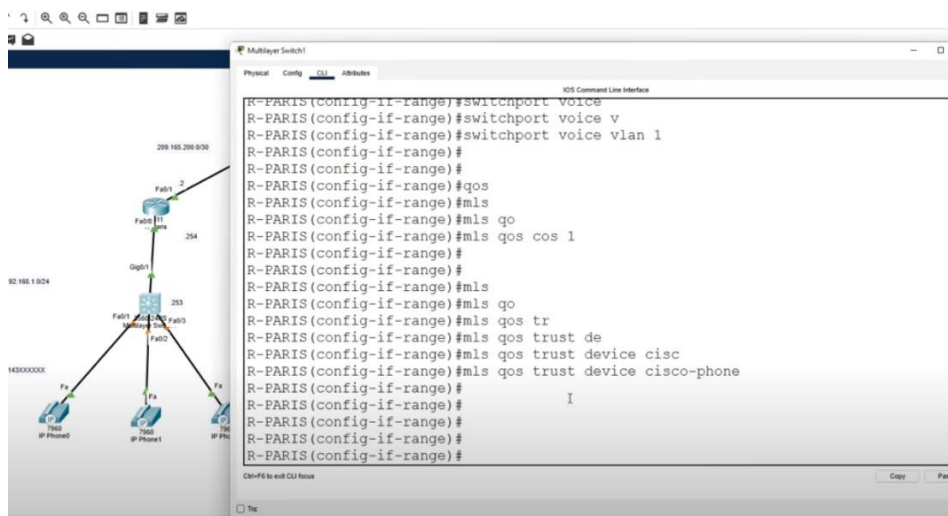 Multilayer Switch1
Physical Config CLI Attributes
IOS Command Line Interface
R-PARIS(config-if-range)#switchport voice
R-PARIS(config-if-range)#switchport voice v
R-PARIS(config-if-range)#switchport voice vlan 1
R-PARIS(config-if-range)#
R-PARIS(config-if-range)#
R-PARIS(config-if-range)#qos
R-PARIS(config-if-range)#mls
R-PARIS(config-if-range)#mls qo
R-PARIS(config-if-range)#mls qos cos 1
R-PARIS(config-if-range)#
R-PARIS(config-if-range)#
R-PARIS(config-if-range)#mls
R-PARIS(config-if-range)#mls qo
R-PARIS(config-if-range)#mls qos tr
R-PARIS(config-if-range)#mls qos trust de
R-PARIS(config-if-range)#mls qos trust device cisc
R-PARIS(config-if-range)#mls qos trust device cisco-phone
R-PARIS(config-if-range)#
R-PARIS(config-if-range)#
R-PARIS(config-if-range)#
R-PARIS(config-if-range)#
R-PARIS(config-if-range)#
Ctrl+F6 to exit CLI focus
Copy
Top
209.165.200.0/30
.2
Fa0/1
Fa0/0
.254
Gig0/1
92.168.1.0/24
.253
Fa0/1
Fa0/3
Fa0/2
143XXXXXX
Fa
Fa
Fa
7960
IP Phone0
7960
IP Phone1